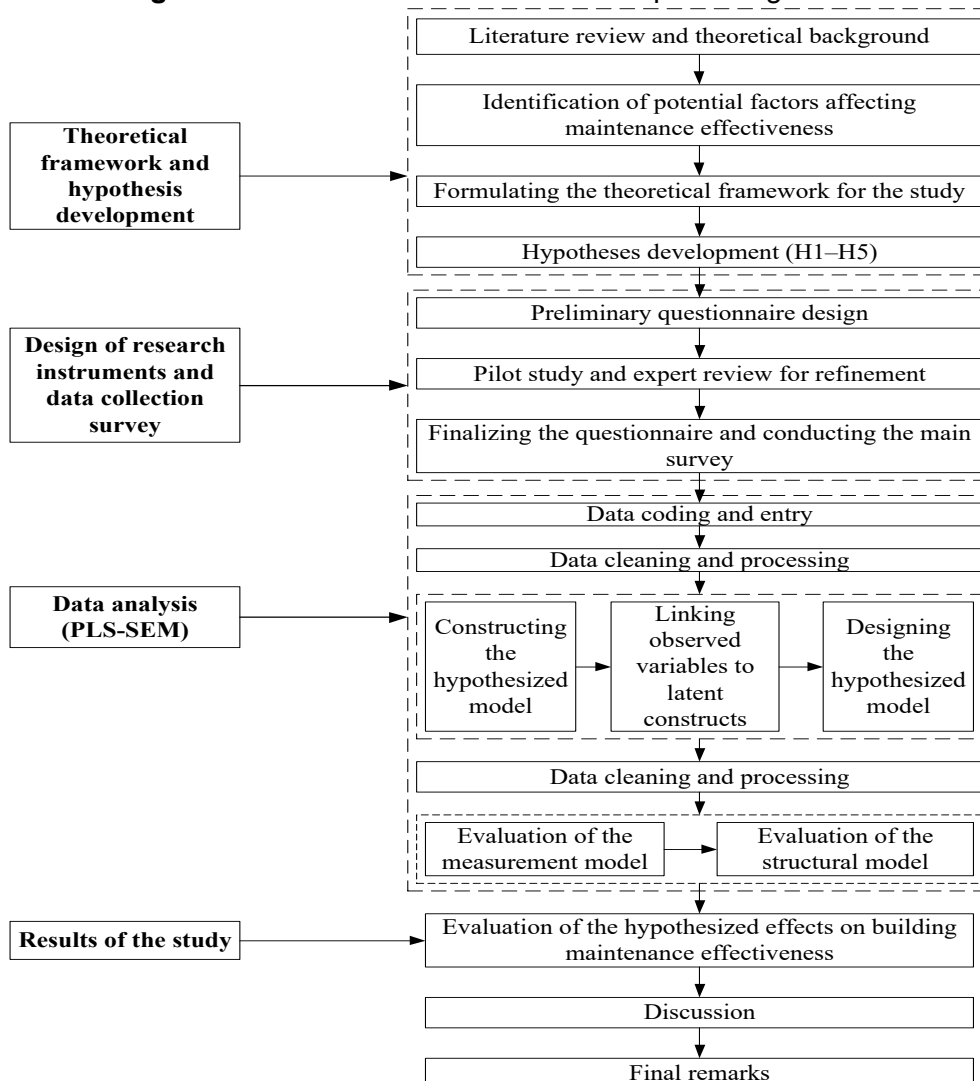 Literature review and theoretical background
Identification of potential factors affecting
maintenance effectiveness
Theoretical
framework and
hypothesis
development
Formulating the theoretical framework for the study
Hypotheses development (H1–H5)
Preliminary questionnaire design
Design of research
instruments and
data collection
survey
Pilot study and expert review for refinement
Finalizing the questionnaire and conducting the main
survey
Data coding and entry
Data cleaning and processing
Data analysis
(PLS-SEM)
Constructing
the
hypothesized
model
Linking
observed
variables to
latent
constructs
Designing
the
hypothesized
model
Data cleaning and processing
Evaluation of the
measurement model
Evaluation of the
structural model
Results of the study
Evaluation of the hypothesized effects on building
maintenance effectiveness
Discussion
Final remarks